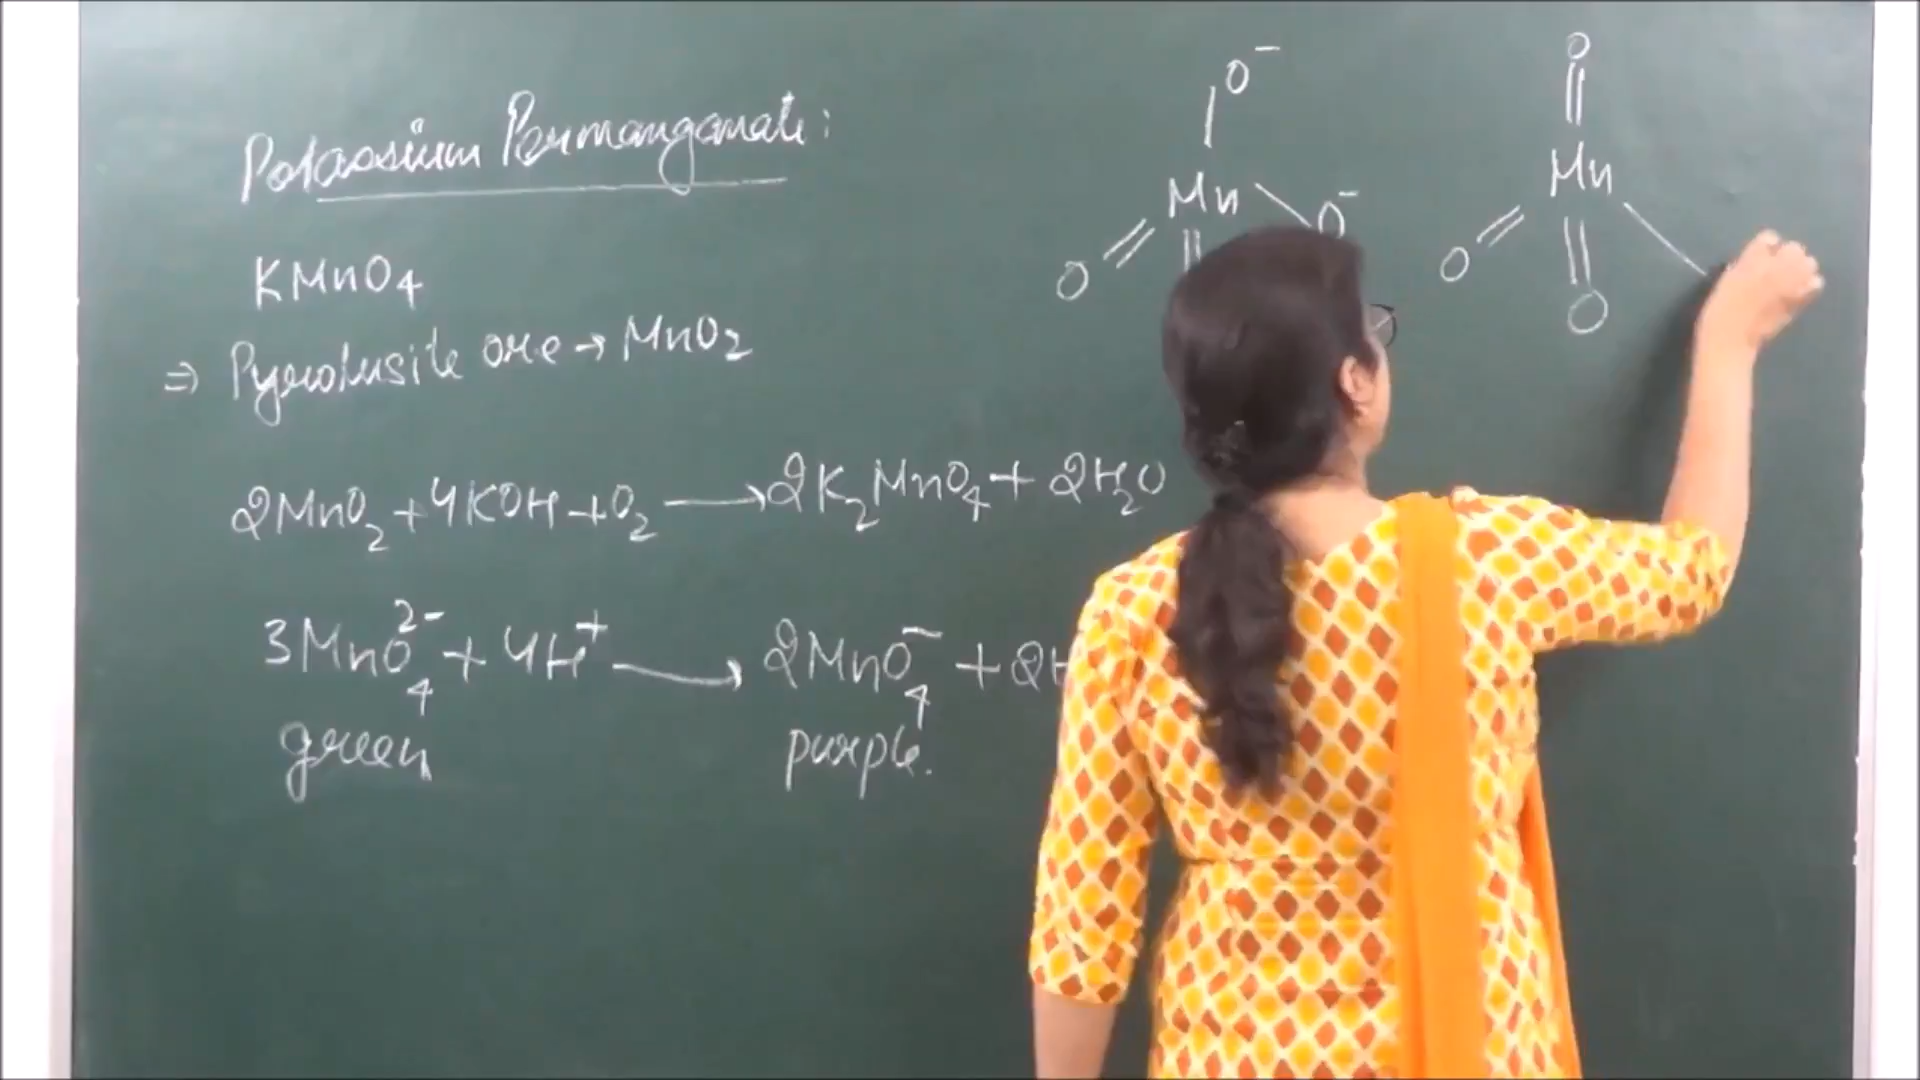 Potassium Permanganate:
KMnO4
⇒ Pyrolusite ore → MnO2
2MnO2 + 4KOH + O2 ⟶ 2K2MnO4 + 2H2O
3MnO4^2- + 4H^+ ⟶ 2MnO4^- + 2H
green purple.
O^-
Mn
O O^-
O
Mn
O
O